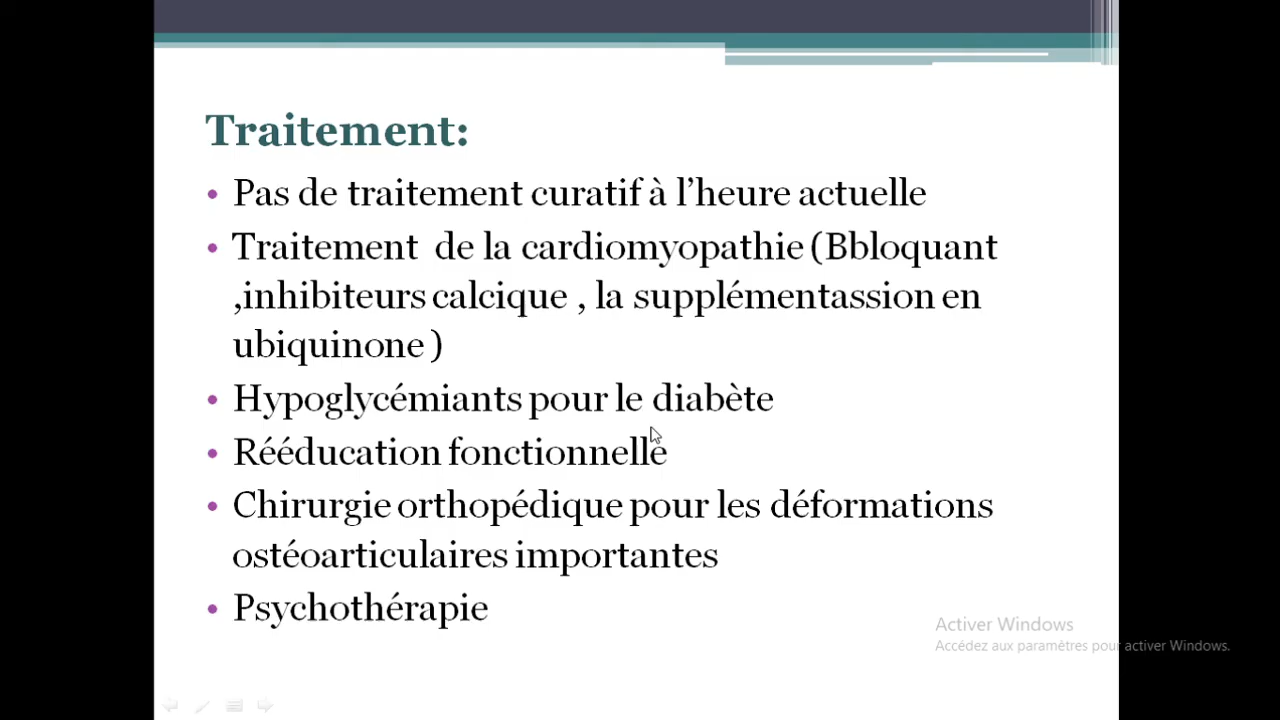 Traitement:
• Pas de traitement curatif à l’heure actuelle
• Traitement de la cardiomyopathie (Bbloquant
,inhibiteurs calcique , la supplémentassion en
ubiquinone )
• Hypoglycémiants pour le diabète
• Rééducation fonctionnelle
• Chirurgie orthopédique pour les déformations
ostéoarticulaires importantes
• Psychothérapie
Activer Windows
Accédez aux paramètres pour activer Windows.